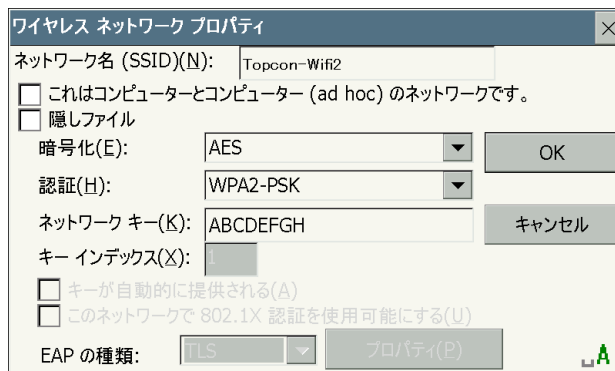 ワイヤレス ネットワーク プロパティ
ネットワーク名 (SSID)(N): Topcon-Wifi2
これはコンピューターとコンピューター (ad hoc) のネットワークです。
隠しファイル
暗号化(E): AES OK
認証(H): WPA2-PSK
ネットワーク キー(K): ABCDEFGH キャンセル
キー インデックス(X): 1
キーが自動的に提供される(A)
このネットワークで 802.1X 認証を使用可能にする(U)
EAP の種類: TLS プロパティ(P) A